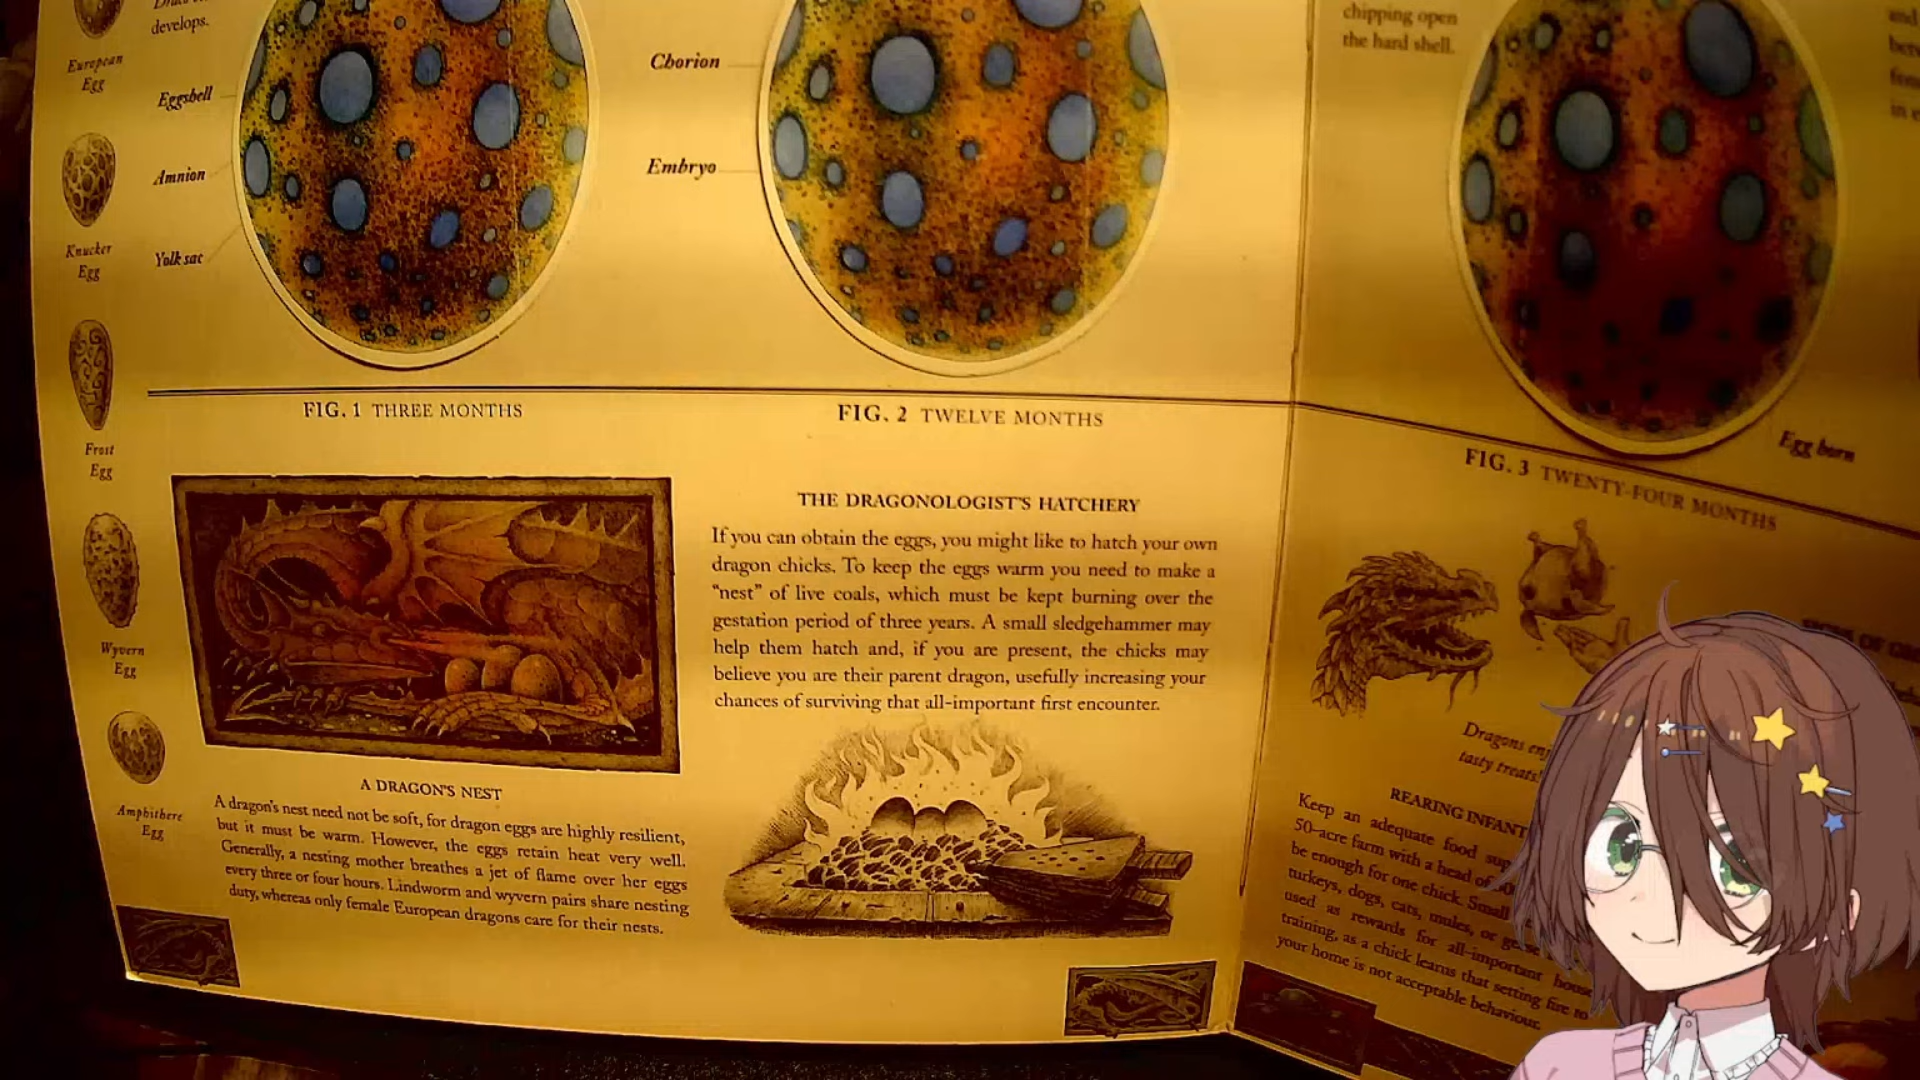 develops.
European
Egg
Eggshell
Amnion
Knucker
Egg
Yolk sac
Frost
Egg
Wyvern
Egg
Amphithere
Egg
Chorion
Embryo
chipping open
the hard shell.
and
in
Egg born
FIG. 1 THREE MONTHS
FIG. 2 TWELVE MONTHS
FIG. 3 TWENTY-FOUR MONTHS
A DRAGON'S NEST
A dragon's nest need not be soft, for dragon eggs are highly resilient,
but it must be warm. However, the eggs retain heat very well.
Generally, a nesting mother breathes a jet of flame over her eggs
every three or four hours. Lindworm and wyvern pairs share nesting
duty, whereas only female European dragons care for their nests.
THE DRAGONOLOGIST'S HATCHERY
If you can obtain the eggs, you might like to hatch your own
dragon chicks. To keep the eggs warm you need to make a
"nest" of live coals, which must be kept burning over the
gestation period of three years. A small sledgehammer may
help them hatch and, if you are present, the chicks may
believe you are their parent dragon, usefully increasing your
chances of surviving that all-important first encounter.
Dragons
tasty treats!
REARING INFANT
Keep an adequate food
50-acre farm with a head of
be enough for one chick. Small
turkeys, dogs, cats, mules, or
used as rewards for all-important
training, as a chick learns that setting fire to
your home is not acceptable behaviour.